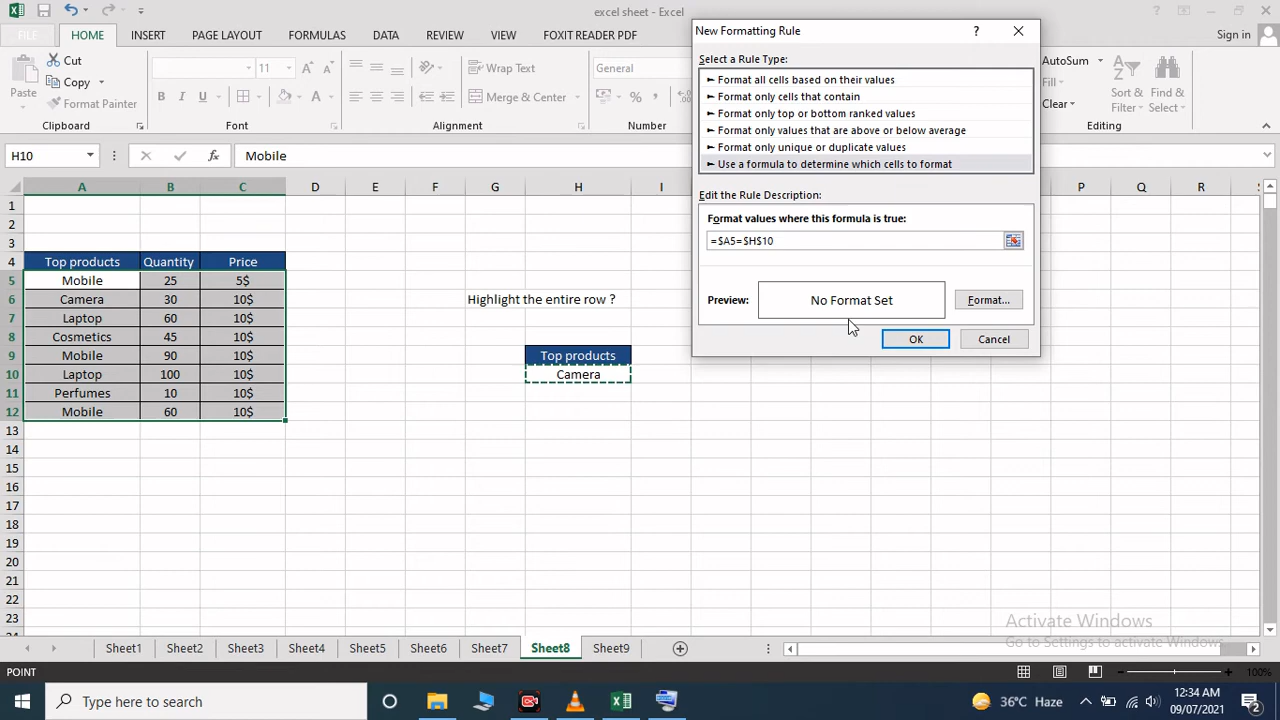 excel sheet - Excel
New Formatting Rule
FILE HOME INSERT PAGE LAYOUT FORMULAS DATA REVIEW VIEW FOXIT READER PDF Sign in
Cut
Copy
Format Painter
Paste
Clipboard
11
B I U
Font
Wrap Text
Merge & Center
Alignment
General
%
Number
AutoSum
Fill
Clear
Sort &
Filter
Find &
Select
Editing
Select a Rule Type:
► Format all cells based on their values
► Format only cells that contain
► Format only top or bottom ranked values
► Format only values that are above or below average
► Format only unique or duplicate values
► Use a formula to determine which cells to format
Edit the Rule Description:
Format values where this formula is true:
=$A5=$H$10
Preview: No Format Set Format...
OK Cancel
H10 fx Mobile
A B C D E F G H I P Q R
1
2
3
4 Top products Quantity Price
5 Mobile 25 5$
6 Camera 30 10$ Highlight the entire row ?
7 Laptop 60 10$
8 Cosmetics 45 10$
9 Mobile 90 10$ Top products
10 Laptop 100 10$ Camera
11 Perfumes 10 10$
12 Mobile 60 10$
13
14
15
16
17
18
19
20
21
22
23
Activate Windows
Go to Settings to activate Windows.
Sheet1 Sheet2 Sheet3 Sheet4 Sheet5 Sheet6 Sheet7 Sheet8 Sheet9
POINT 100%
Type here to search
36°C Haze
12:34 AM
09/07/2021
2